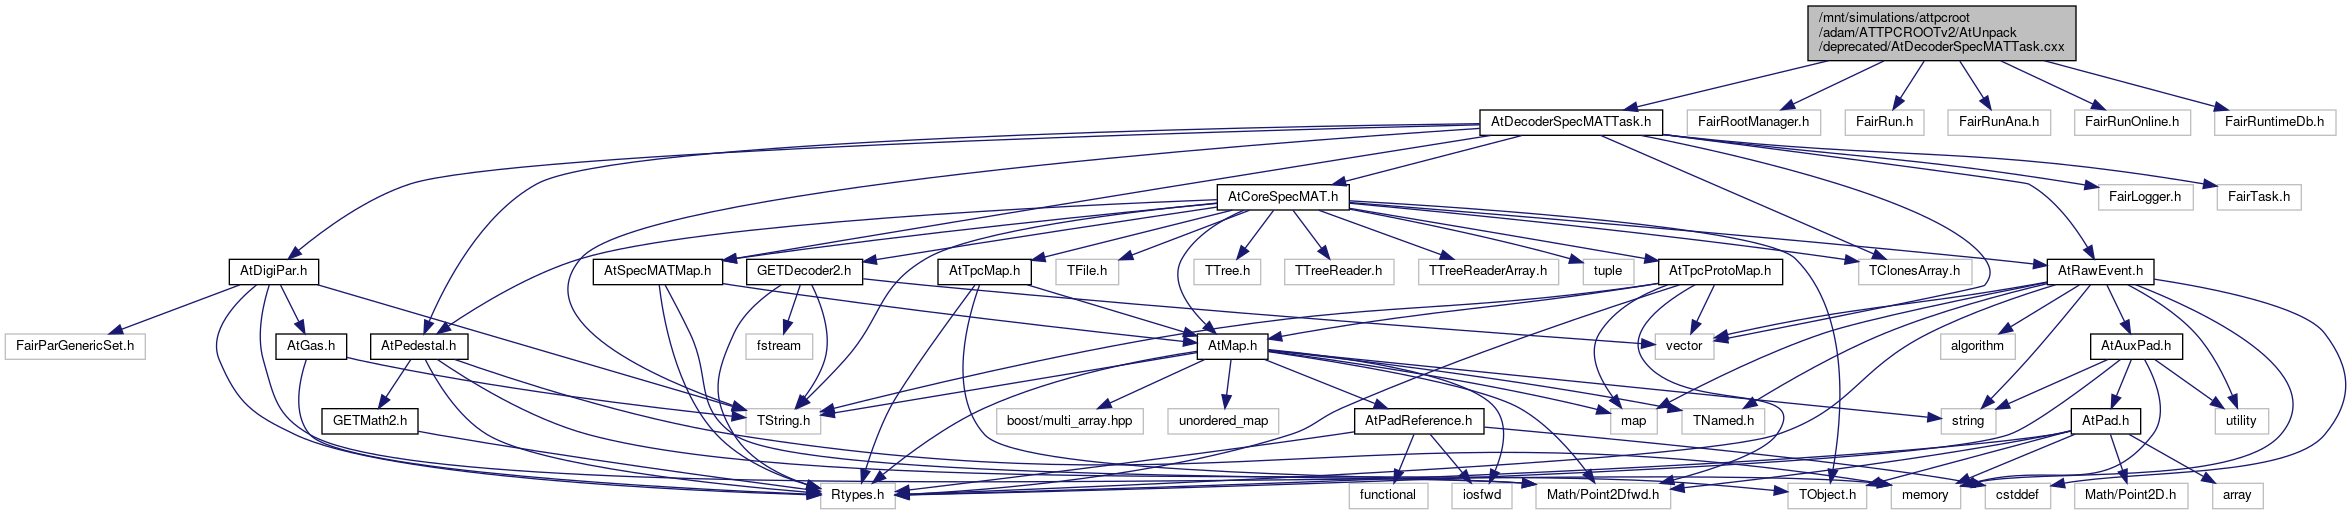 /mnt/simulations/attpcroot
/adam/ATTPCROOTv2/AtUnpack
/deprecated/AtDecoderSpecMATTask.cxx
AtDecoderSpecMATTask.h
FairRootManager.h
FairRun.h
FairRunAna.h
FairRunOnline.h
FairRuntimeDb.h
AtCoreSpecMAT.h
FairLogger.h
FairTask.h
AtDigiPar.h
AtSpecMATMap.h
GETDecoder2.h
AtTpcMap.h
TFile.h
TTree.h
TTreeReader.h
TTreeReaderArray.h
tuple
AtTpcProtoMap.h
TClonesArray.h
AtRawEvent.h
FairParGenericSet.h
AtGas.h
AtPedestal.h
fstream
AtMap.h
vector
algorithm
AtAuxPad.h
GETMath2.h
TString.h
boost/multi_array.hpp
unordered_map
AtPadReference.h
map
TNamed.h
string
AtPad.h
utility
Rtypes.h
functional
iosfwd
Math/Point2Dfwd.h
TObject.h
memory
cstddef
Math/Point2D.h
array